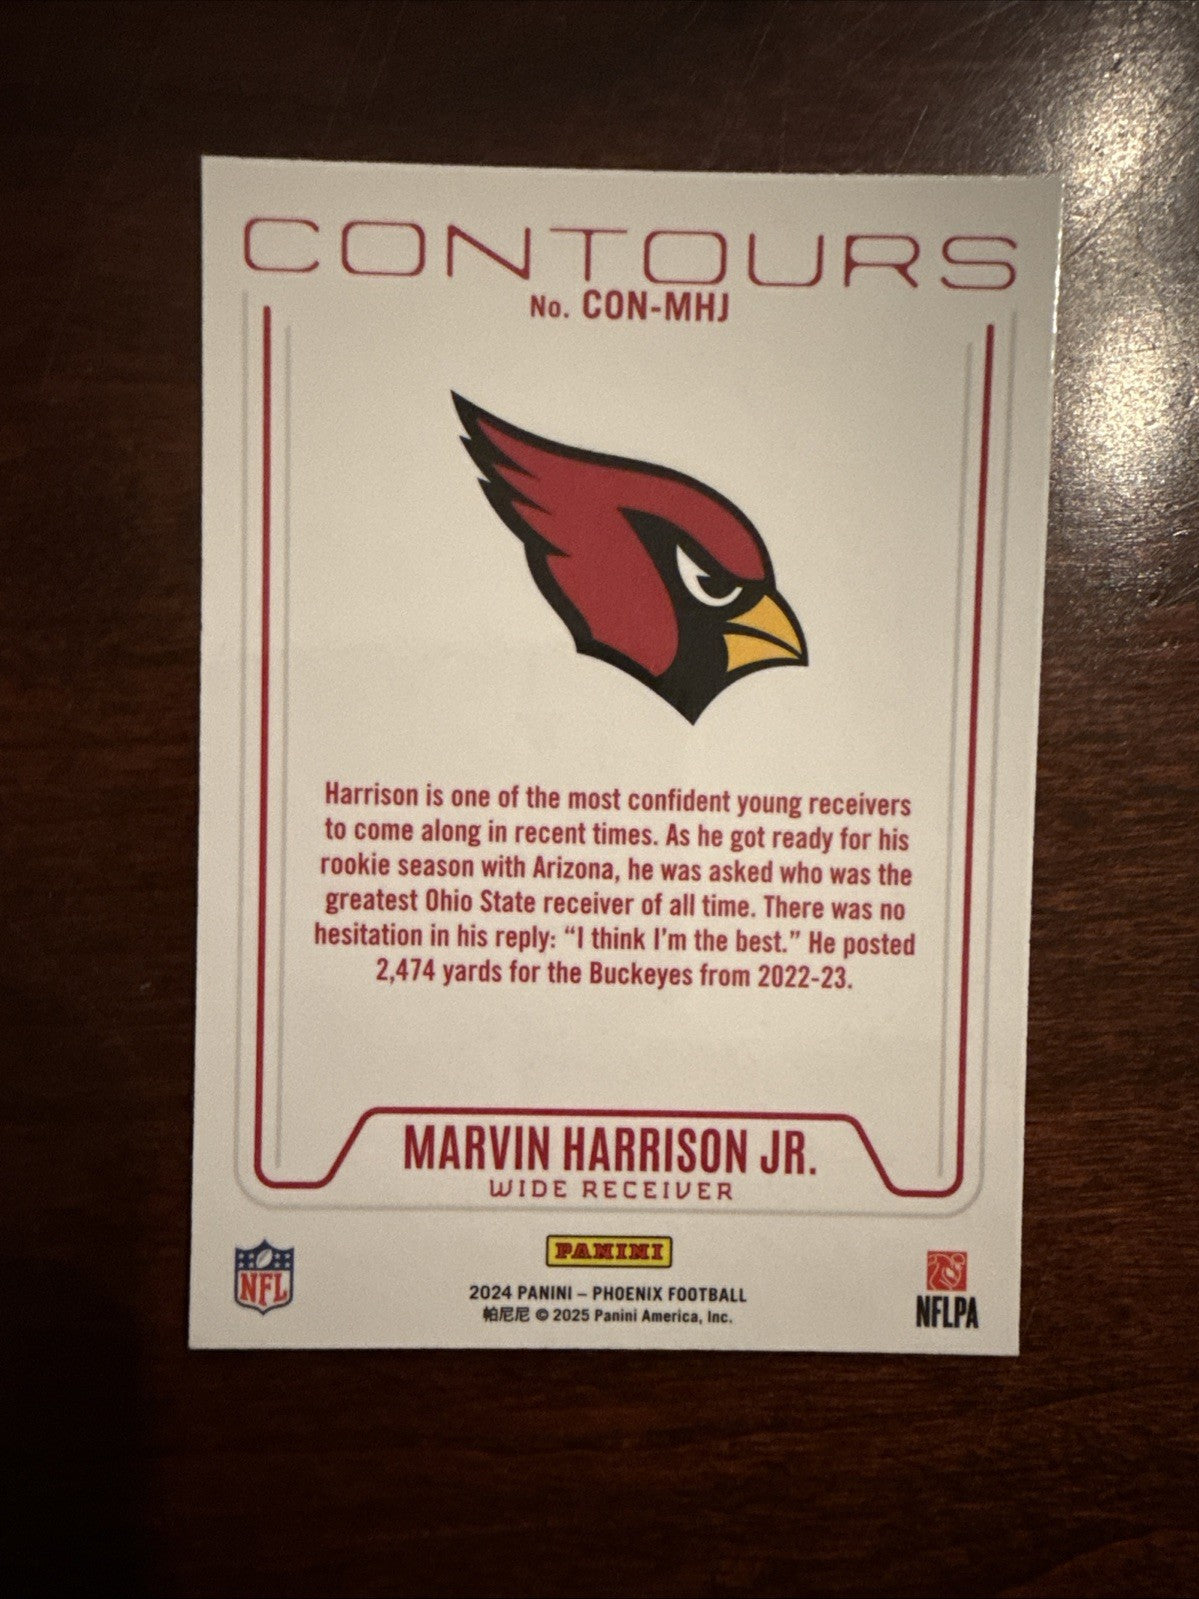 CONTOURS
No. CON-MHJ
Harrison is one of the most confident young receivers
to come along in recent times. As he got ready for his
rookie season with Arizona, he was asked who was the
greatest Ohio State receiver of all time. There was no
hesitation in his reply: “I think I’m the best.” He posted
2,474 yards for the Buckeyes from 2022-23.
MARVIN HARRISON JR.
WIDE RECEIVER
NFL
PANINI
2024 PANINI – PHOENIX FOOTBALL
帕尼尼 © 2025 Panini America, Inc.
NFLPA